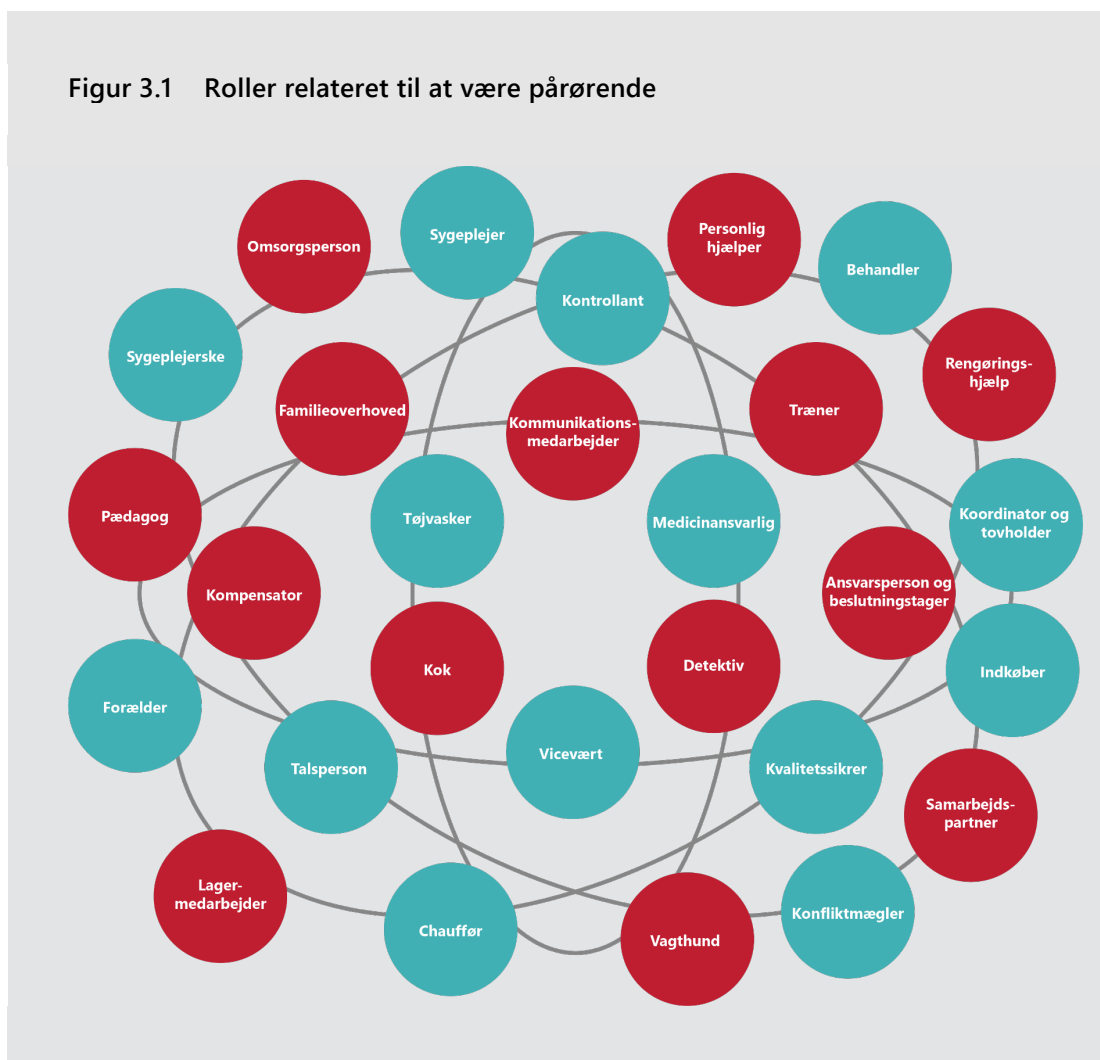 Figur 3.1 Roller relateret til at være pårørende
Omsorgsperson
Sygeplejer
Personlig
hjælper
Behandler
Kontrollant
Sygeplejerske
Rengørings-
hjælp
Familieoverhoved
Kommunikations-
medarbejder
Træner
Pædagog
Tøjvasker
Medicinansvarlig
Koordinator og
tovholder
Kompensator
Ansvarsperson og
beslutningstager
Kok
Detektiv
Indkøber
Forælder
Talsperson
Vicevært
Kvalitetssikrer
Samarbejds-
partner
Lager-
medarbejder
Chauffør
Vagthund
Konfliktmægler